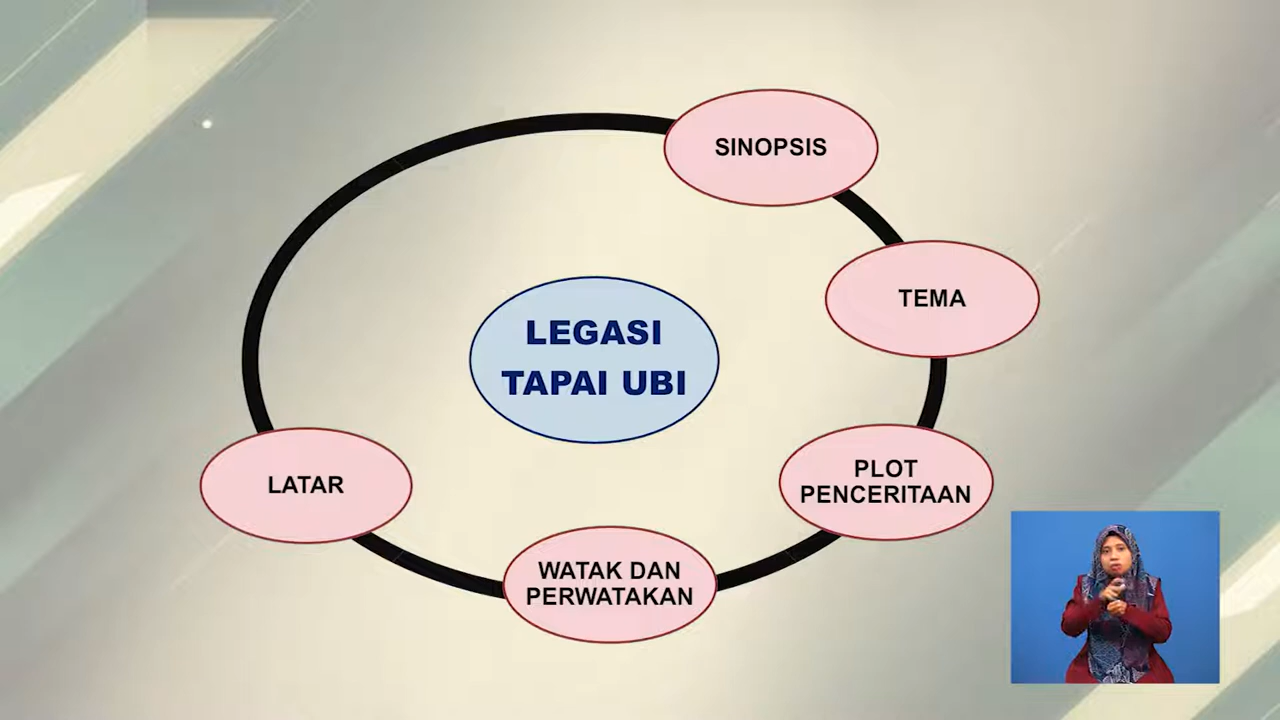 SINOPSIS
TEMA
LEGASI
TAPAI UBI
PLOT
PENCERITAAN
LATAR
WATAK DAN
PERWATAKAN